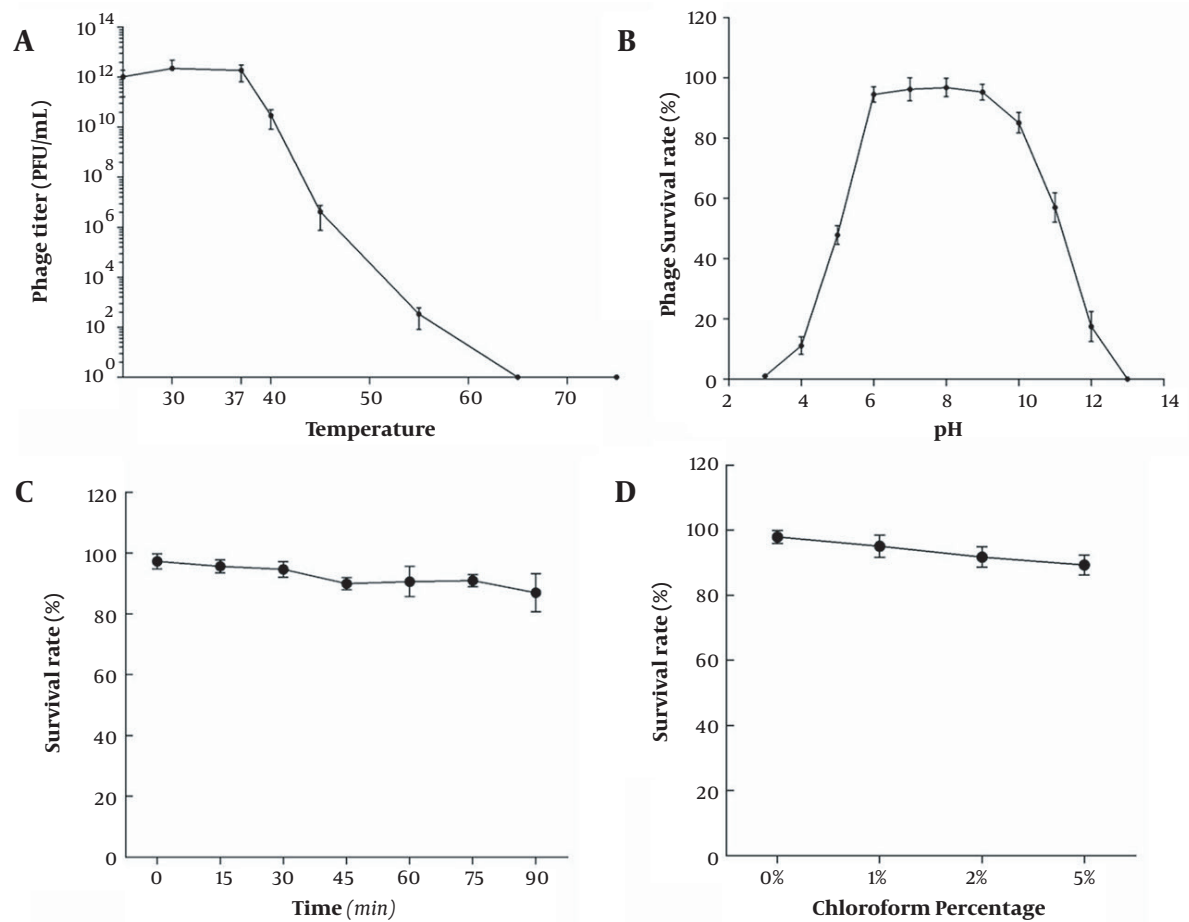 A
Phage titer (PFU/mL)
10^14
10^12
10^10
10^8
10^6
10^4
10^2
10^0
30 37 40 50 60 70
Temperature
B
Phage Survival rate (%)
120
100
80
60
40
20
0
2 4 6 8 10 12 14
pH
C
Survival rate (%)
120
100
80
60
40
20
0
0 15 30 45 60 75 90
Time (min)
D
Survival rate (%)
120
100
80
60
40
20
0
0% 1% 2% 5%
Chloroform Percentage